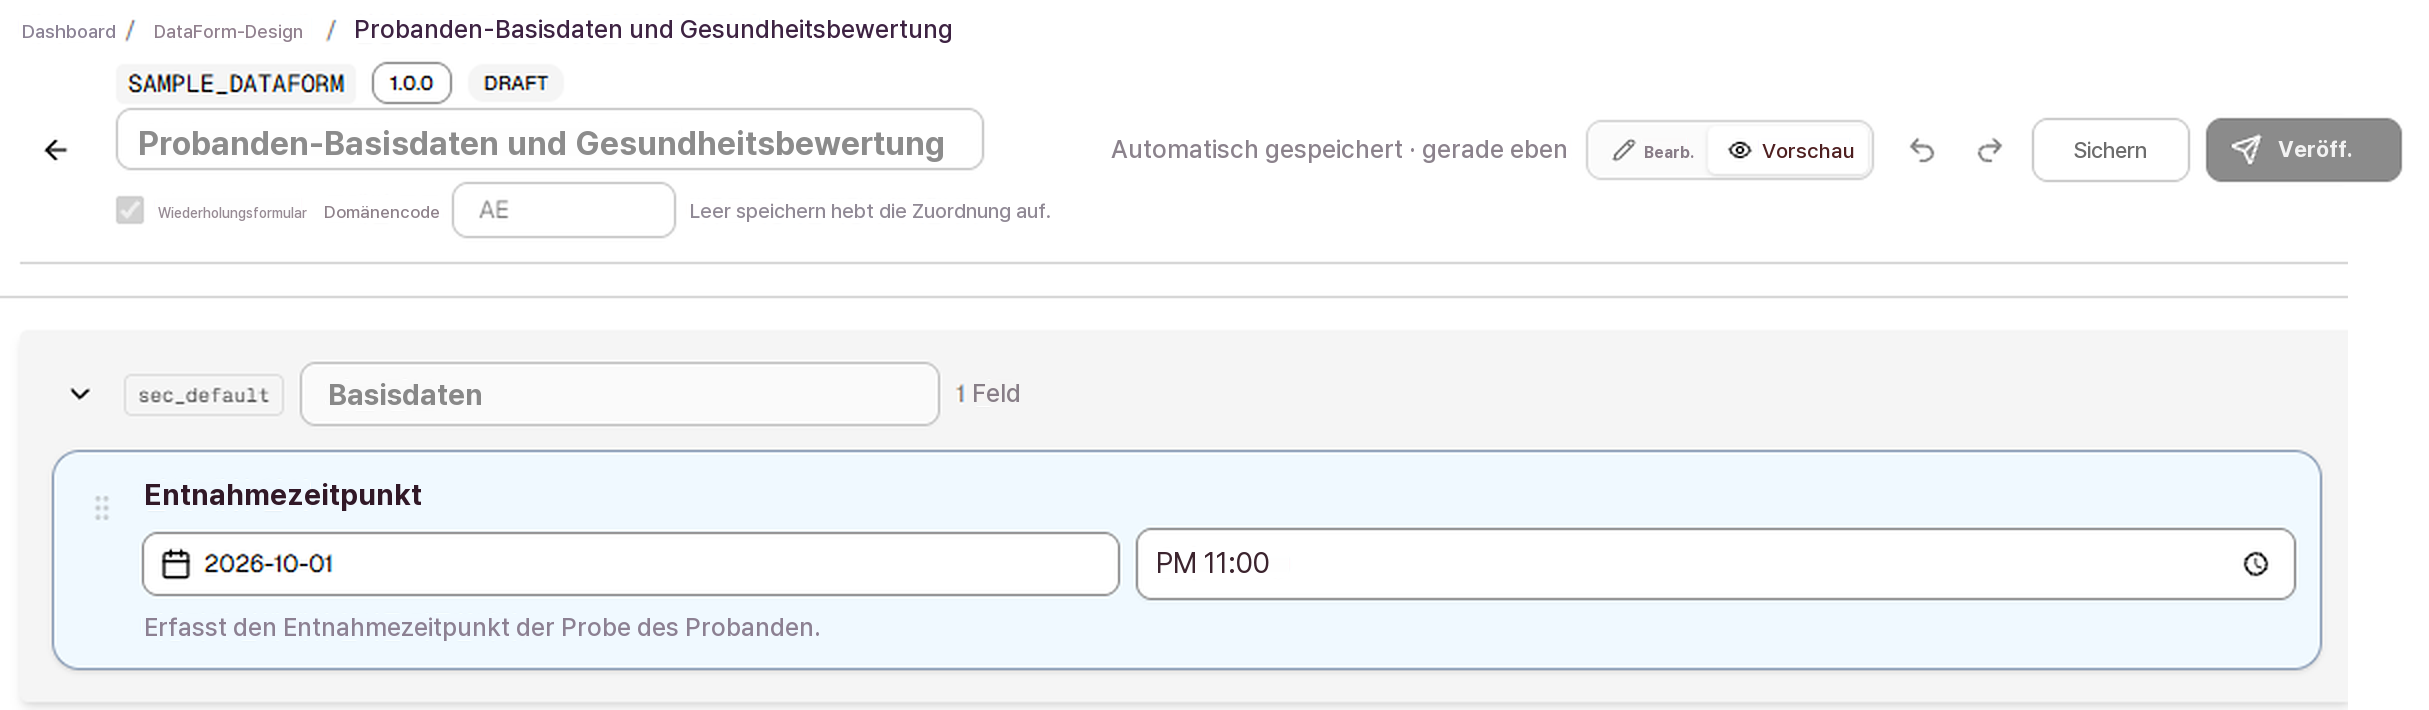 Dashboard / DataForm-Design / Probanden-Basisdaten und Gesundheitsbewertung
SAMPLE_DATAFORM 1.0.0 DRAFT
Probanden-Basisdaten und Gesundheitsbewertung
Automatisch gespeichert · gerade eben Bearb. Vorschau Sichern Veröff.
Wiederholungsformular Domänencode AE Leer speichern hebt die Zuordnung auf.
sec_default Basisdaten 1 Feld
Entnahmezeitpunkt
2026-10-01 PM 11:00
Erfasst den Entnahmezeitpunkt der Probe des Probanden.